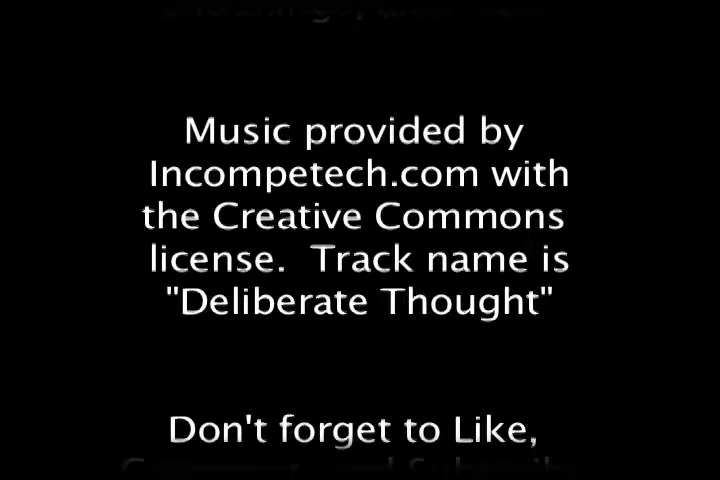 Music provided by
Incompetech.com with
the Creative Commons
license. Track name is
"Deliberate Thought"
Don't forget to Like,